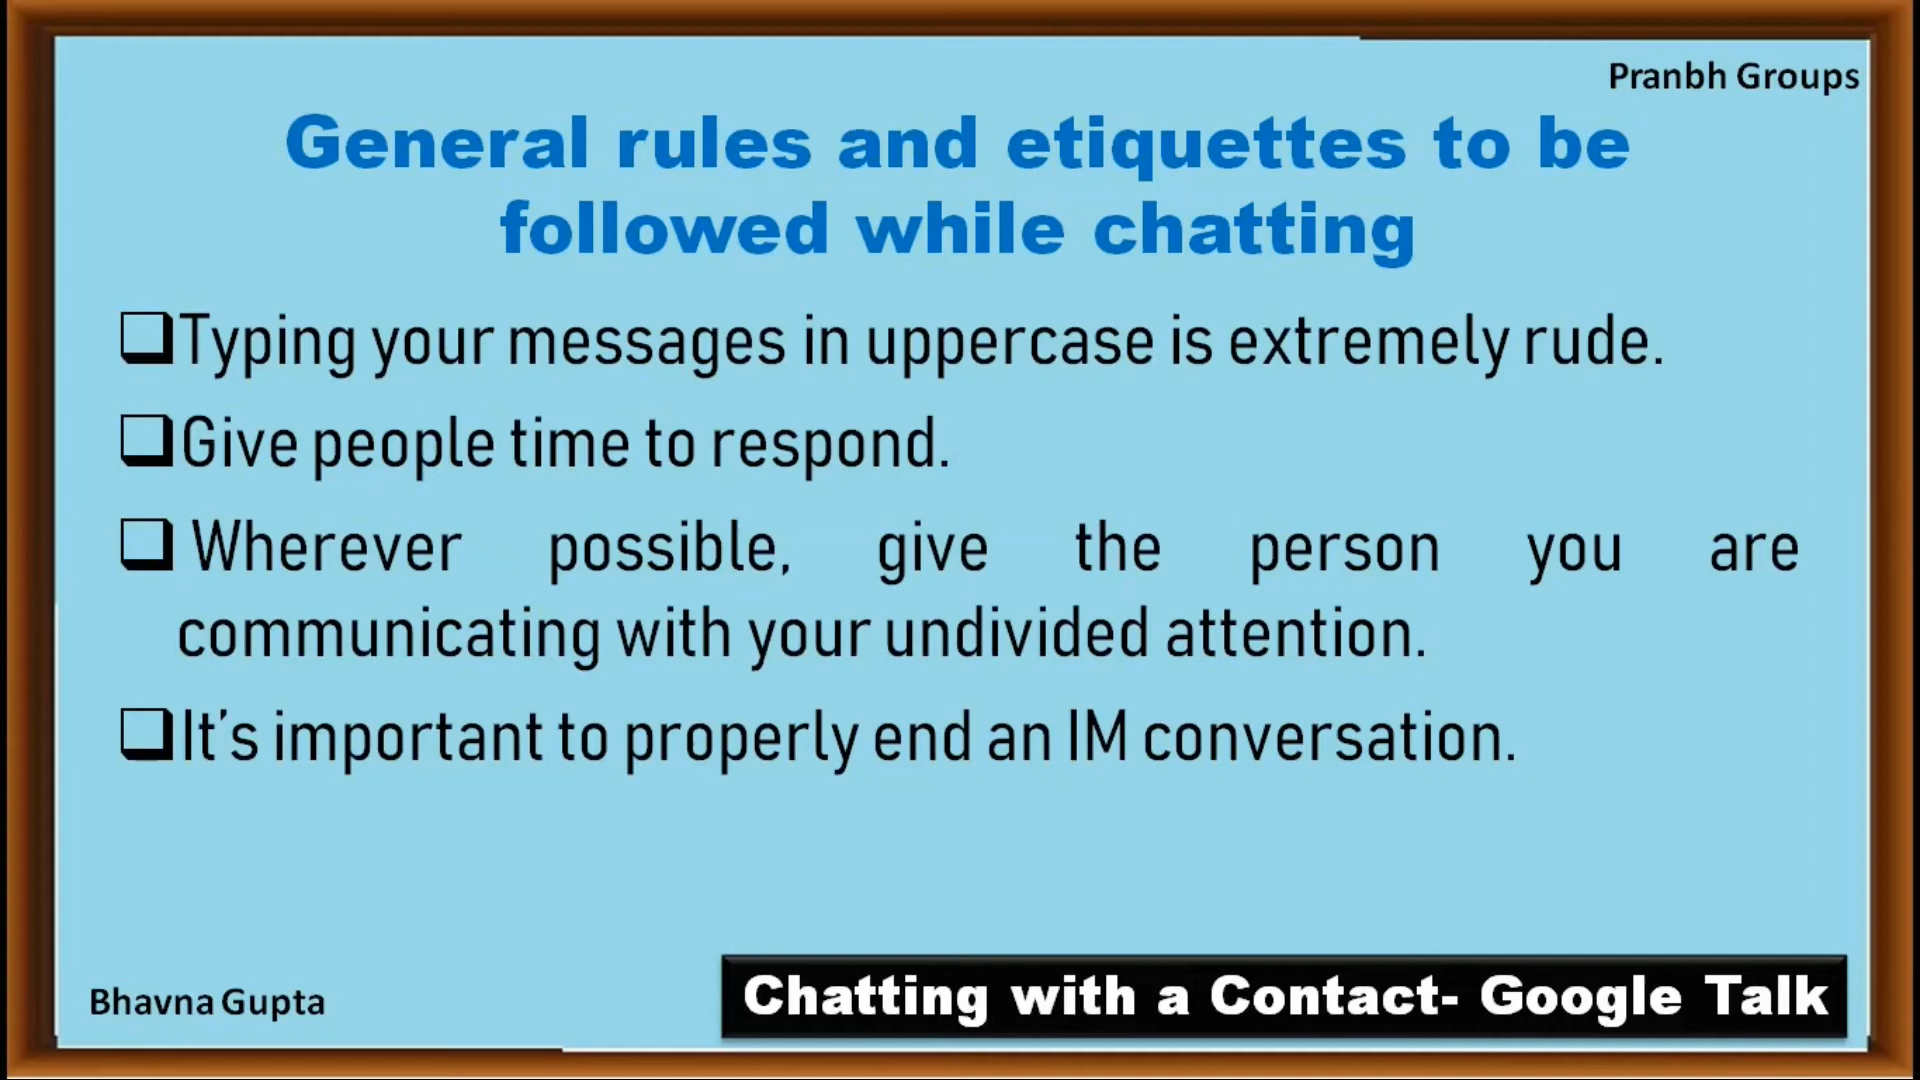 Pranbh Groups
General rules and etiquettes to be
followed while chatting
Typing your messages in uppercase is extremely rude.
Give people time to respond.
Wherever possible, give the person you are
communicating with your undivided attention.
It’s important to properly end an IM conversation.
Bhavna Gupta
Chatting with a Contact- Google Talk